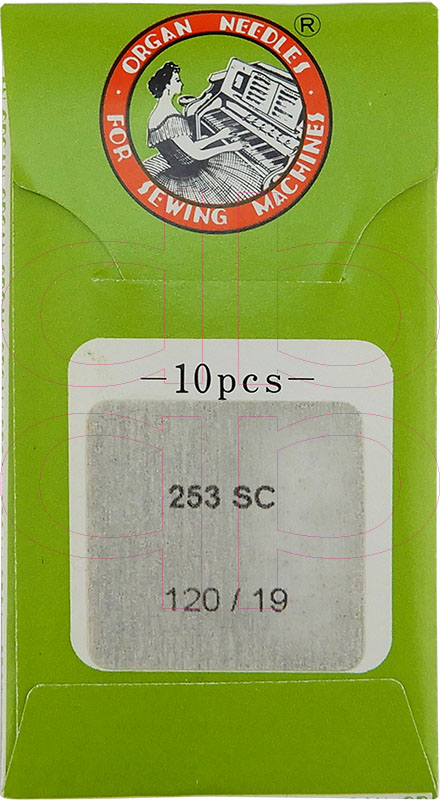 · ORGAN NEEDLES ·
FOR SEWING MACHINES
®
-10pcs-
253 SC
120 / 19